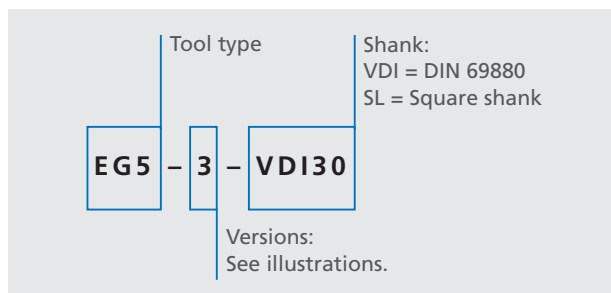 Tool type
Shank:
VDI = DIN 69880
SL = Square shank
EG5 – 3 – VDI30
Versions:
See illustrations.